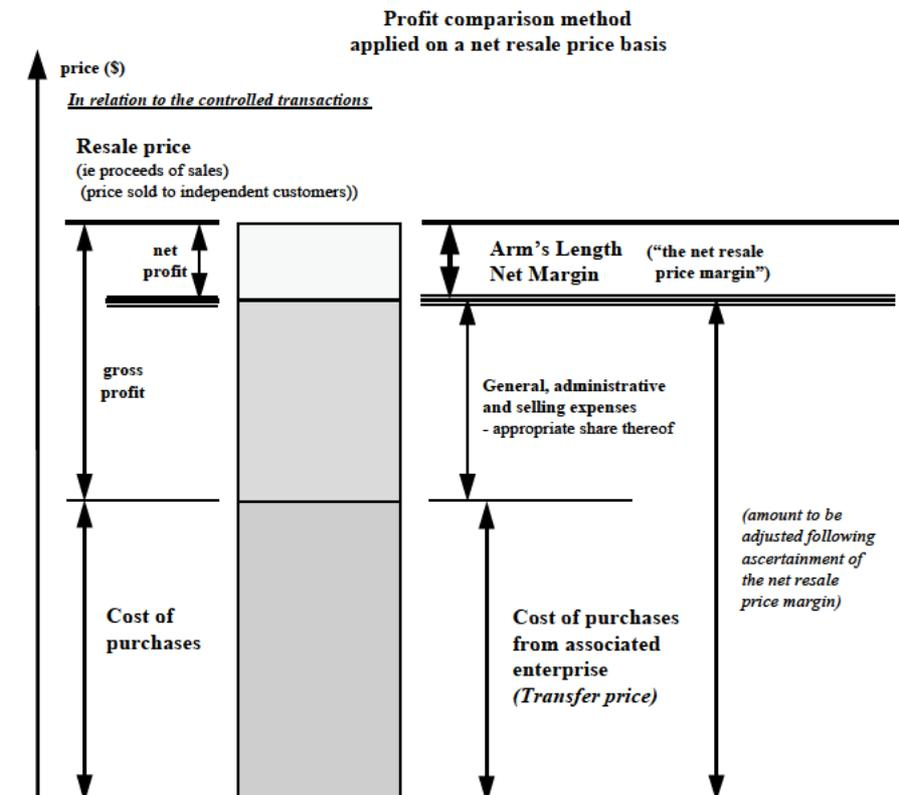 Profit comparison method
applied on a net resale price basis
price ($)
In relation to the controlled transactions
Resale price
(ie proceeds of sales)
(price sold to independent customers))
net
profit
Arm's Length
Net Margin
("the net resale
price margin")
gross
profit
General, administrative
and selling expenses
- appropriate share thereof
(amount to be
adjusted following
ascertainment of
the net resale
price margin)
Cost of
purchases
Cost of purchases
from associated
enterprise
(Transfer price)